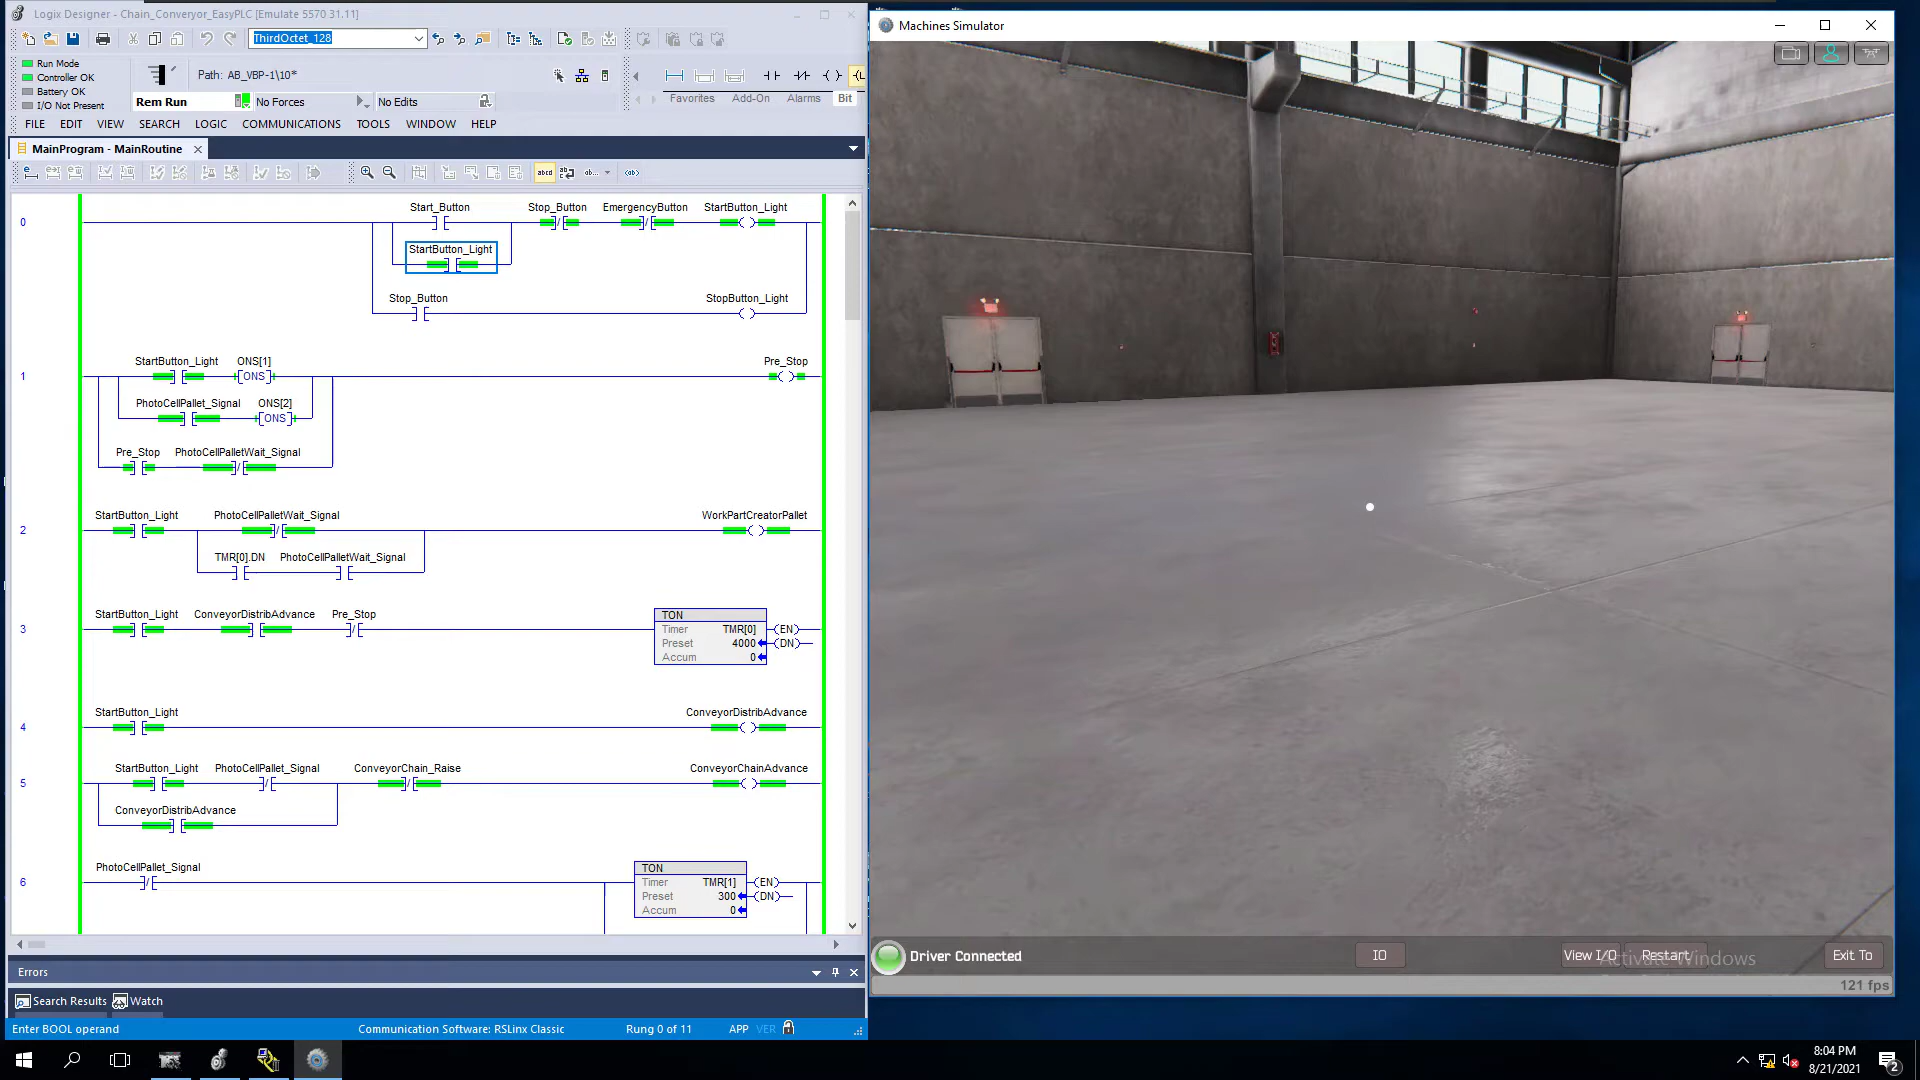 Logix Designer - Chain_Converyor_EasyPLC [Emulate 5570 31.11]
ThirdOctet_128
Run Mode
Controller OK
Battery OK
I/O Not Present
Path: AB_VBP-1\10*
Rem Run
No Forces
No Edits
Favorites
Add-On
Alarms
Bit
FILE EDIT VIEW SEARCH LOGIC COMMUNICATIONS TOOLS WINDOW HELP
MainProgram - MainRoutine
abcd
ab...
0
Start_Button
Stop_Button
EmergencyButton
StartButton_Light
StartButton_Light
Stop_Button
StopButton_Light
1
StartButton_Light
ONS[1]
Pre_Stop
ONS
PhotoCellPallet_Signal
ONS[2]
ONS
Pre_Stop
PhotoCellPalletWait_Signal
2
StartButton_Light
PhotoCellPalletWait_Signal
WorkPartCreatorPallet
TMR[0].DN
PhotoCellPalletWait_Signal
3
StartButton_Light
ConveyorDistribAdvance
Pre_Stop
TON
Timer TMR[0]
Preset 4000
Accum 0
EN
DN
4
StartButton_Light
ConveyorDistribAdvance
5
StartButton_Light
PhotoCellPallet_Signal
ConveyorChain_Raise
ConveyorChainAdvance
ConveyorDistribAdvance
6
PhotoCellPallet_Signal
TON
Timer TMR[1]
Preset 300
Accum 0
EN
DN
Errors
Search Results
Watch
Enter BOOL operand
Communication Software: RSLinx Classic
Rung 0 of 11
APP
VER
Machines Simulator
Driver Connected
IO
View I/O
Restart
Activate Windows
Exit To
121 fps
8:04 PM
8/21/2021
2